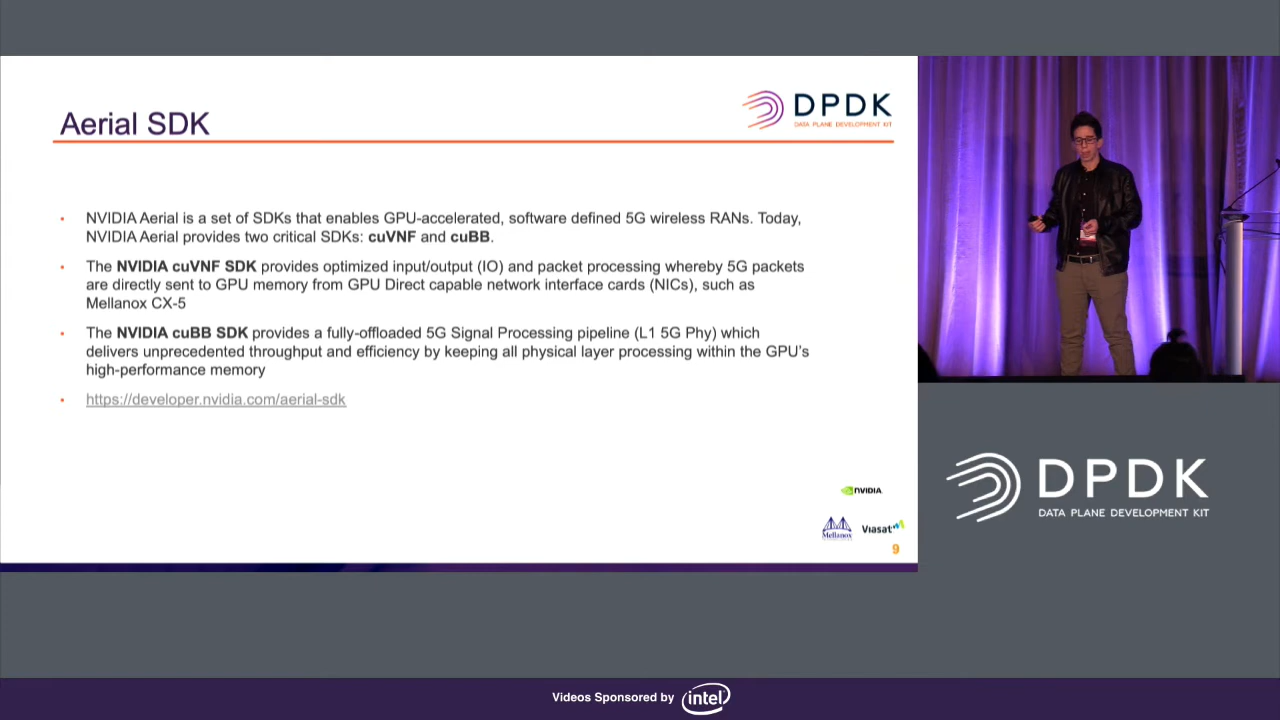 Aerial SDK
DPDK
DATA PLANE DEVELOPMENT KIT
• NVIDIA Aerial is a set of SDKs that enables GPU-accelerated, software defined 5G wireless RANs. Today,
NVIDIA Aerial provides two critical SDKs: cuVNF and cuBB.
• The NVIDIA cuVNF SDK provides optimized input/output (IO) and packet processing whereby 5G packets
are directly sent to GPU memory from GPU Direct capable network interface cards (NICs), such as
Mellanox CX-5
• The NVIDIA cuBB SDK provides a fully-offloaded 5G Signal Processing pipeline (L1 5G Phy) which
delivers unprecedented throughput and efficiency by keeping all physical layer processing within the GPU’s
high-performance memory
• https://developer.nvidia.com/aerial-sdk
NVIDIA
Mellanox
Viasat
9
DPDK
DATA PLANE DEVELOPMENT KIT
Videos Sponsored by intel